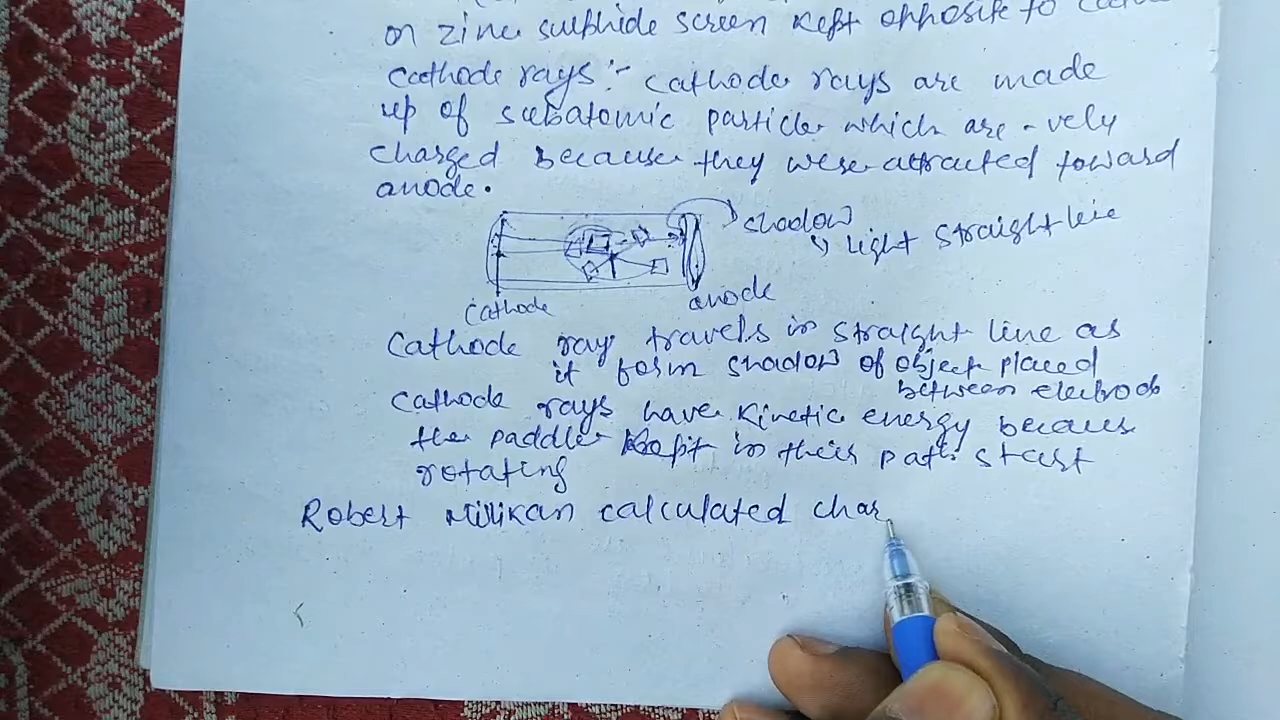 on zinc sulphide screen kept opposite to
cathode rays :- cathode rays are made
up of subatomic particle which are -vely
charged because they were attracted toward
anode.
shadow
light straight
cathode
anode
Cathode ray travels in straight line as
it form shadow of object placed
between electrods
Cathode rays have kinetic energy because
the paddle kept in their path start
rotating
Robert Millikan calculated char